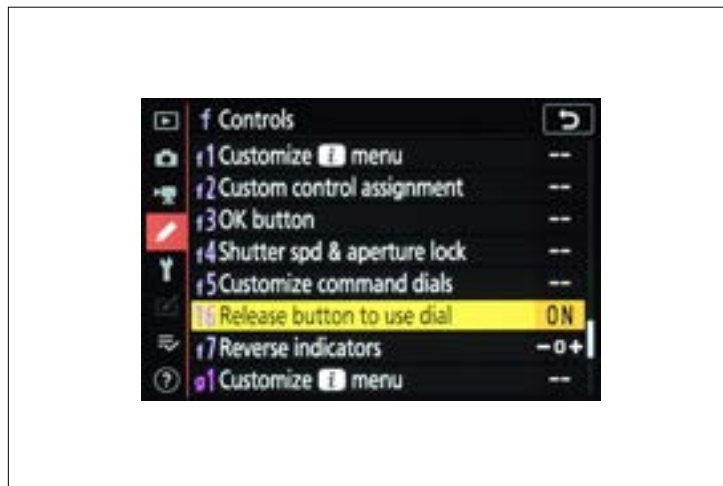 f Controls
f1 Customize i menu --
f2 Custom control assignment --
f3 OK button --
f4 Shutter spd & aperture lock --
f5 Customize command dials --
f6 Release button to use dial ON
f7 Reverse indicators -0+
g1 Customize i menu --